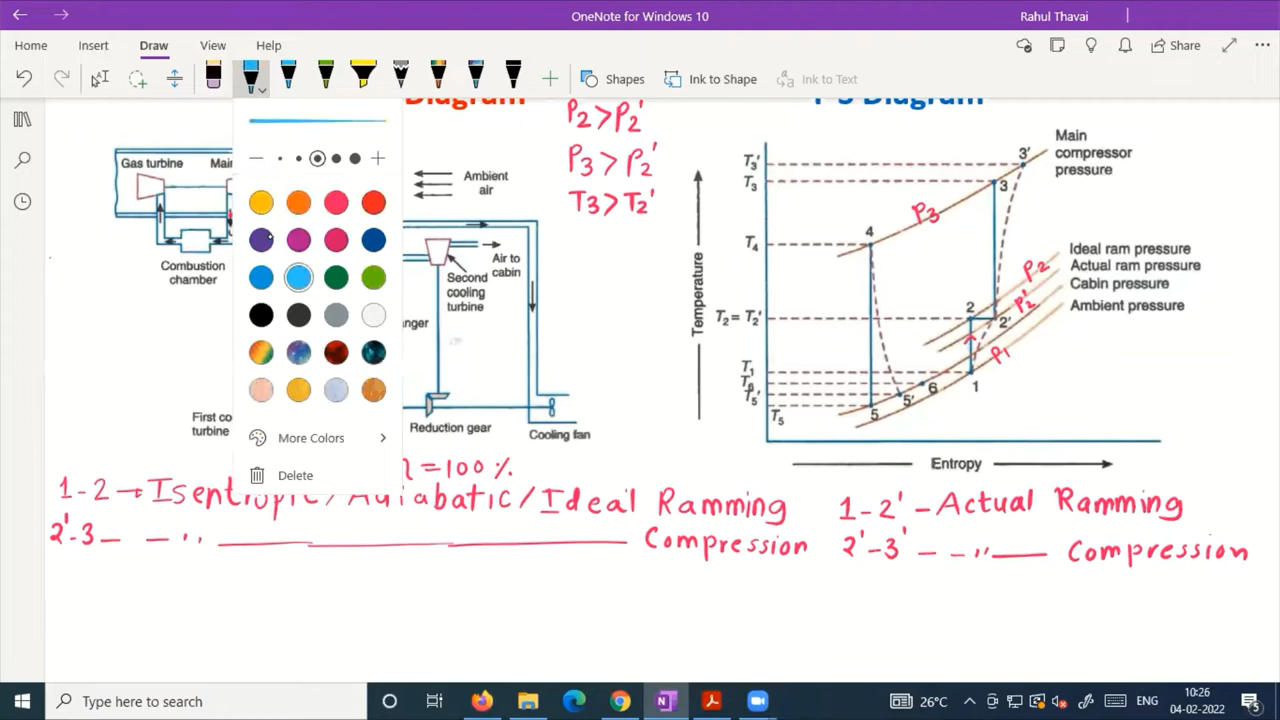 OneNote for Windows 10
Rahul Thavai
Home Insert Draw View Help
Share
Shapes
Ink to Shape
Ink to Text
Diagram
T-S Diagram
P2 > P2'
P3 > P2'
T3 > T2'
Gas turbine
Ambient air
Air to cabin
Second cooling turbine
Combustion chamber
Reduction gear
Cooling fan
More Colors
Delete
Main compressor pressure
Ideal ram pressure
Actual ram pressure
Cabin pressure
Ambient pressure
Temperature
T3'
T3
T4
T2 = T2'
T1
T6
T5'
T5
3'
3
4
P3
P2
P2'
P1
2
2'
1
6
5'
5
Entropy
= 100 %
1-2 → Isentropic/Adiabatic/Ideal Ramming
2'-3 — — ,, ——— Compression
1-2' - Actual Ramming
2'-3' — - ,, —— Compression
Type here to search
26°C
ENG
10:26
04-02-2022
5